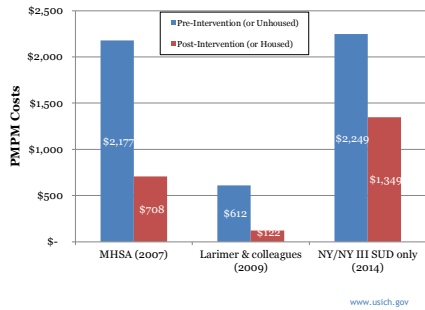 $2,500
Pre-Intervention (or Unhoused)
Post-Intervention (or Housed)
$2,000
$1,500
$1,000
$500
$-
PMPM Costs
$2,177
$708
$612
$122
$2,249
$1,349
MHSA (2007)
Larimer & colleagues
(2009)
NY/NY III SUD only
(2014)
www.usich.gov